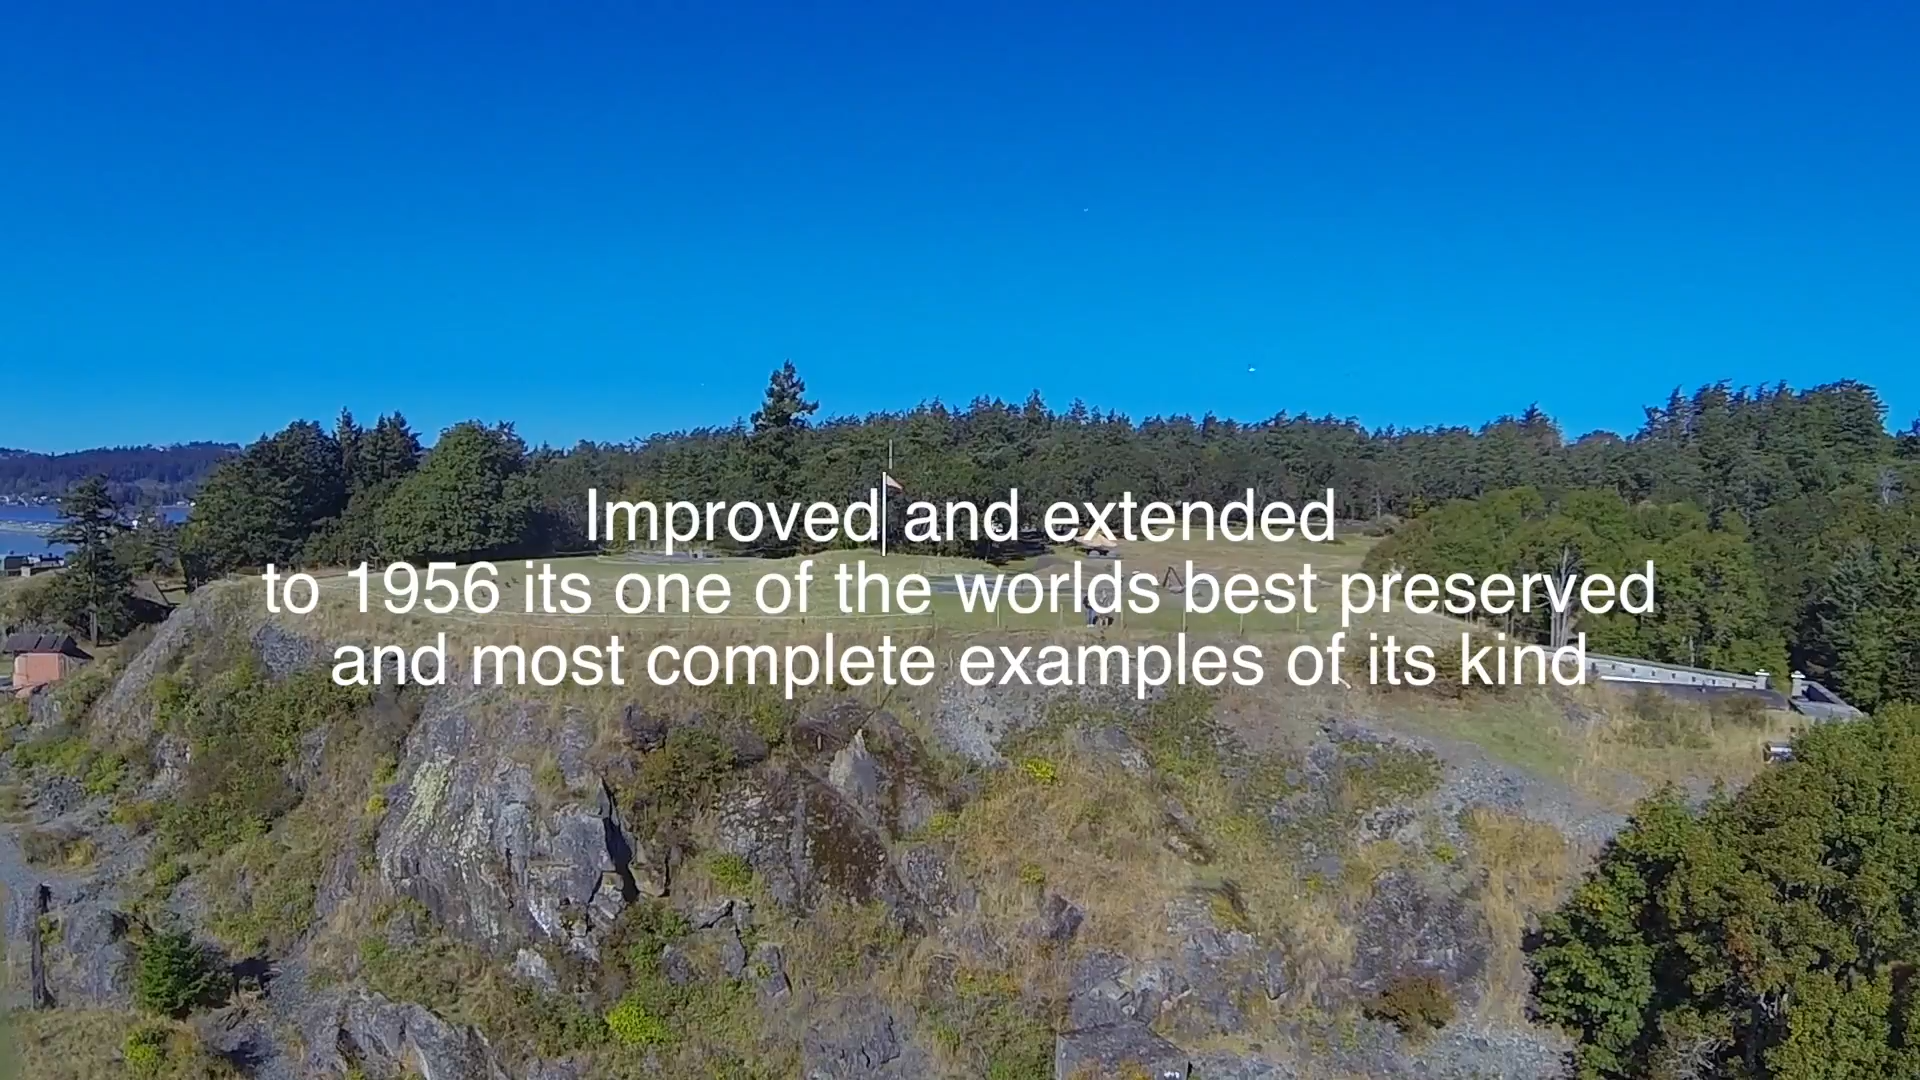 Improved and extended
to 1956 its one of the worlds best preserved
and most complete examples of its kind